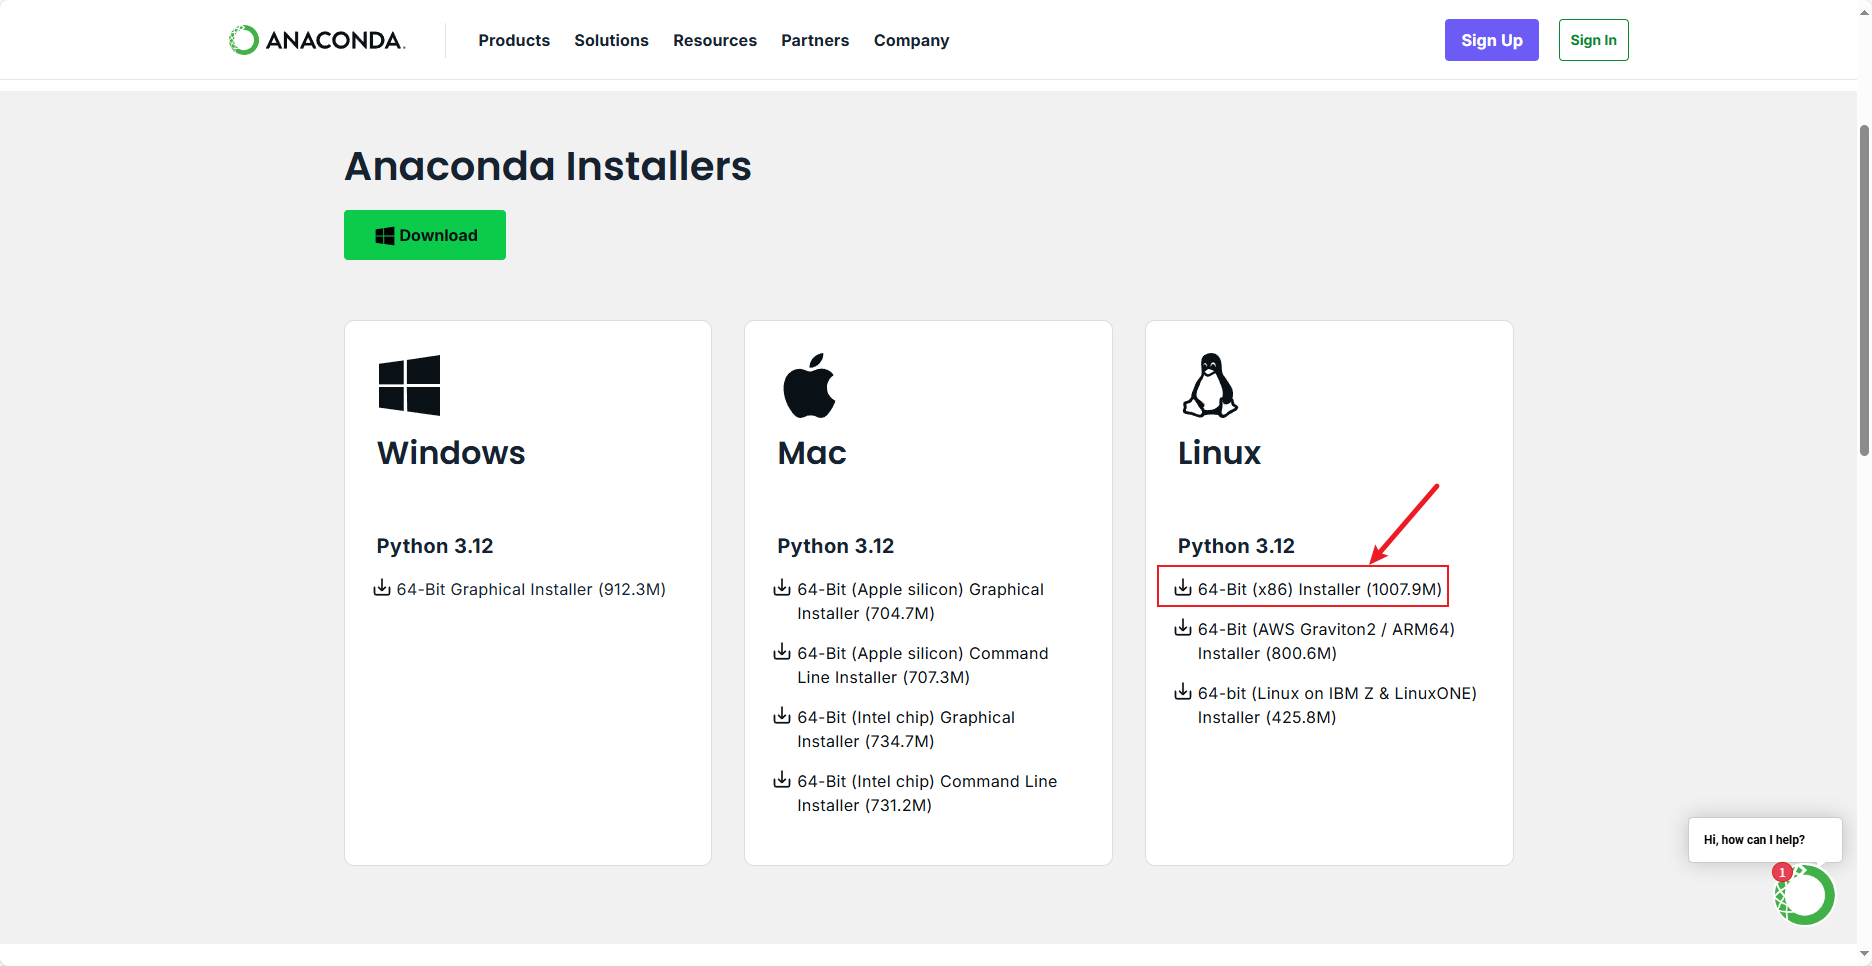 ANACONDA.
Products
Solutions
Resources
Partners
Company
Sign Up
Sign In
Anaconda Installers
Download
Windows
Python 3.12
64-Bit Graphical Installer (912.3M)
Mac
Python 3.12
64-Bit (Apple silicon) Graphical
Installer (704.7M)
64-Bit (Apple silicon) Command
Line Installer (707.3M)
64-Bit (Intel chip) Graphical
Installer (734.7M)
64-Bit (Intel chip) Command Line
Installer (731.2M)
Linux
Python 3.12
64-Bit (x86) Installer (1007.9M)
64-Bit (AWS Graviton2 / ARM64)
Installer (800.6M)
64-bit (Linux on IBM Z & LinuxONE)
Installer (425.8M)
Hi, how can I help?
1